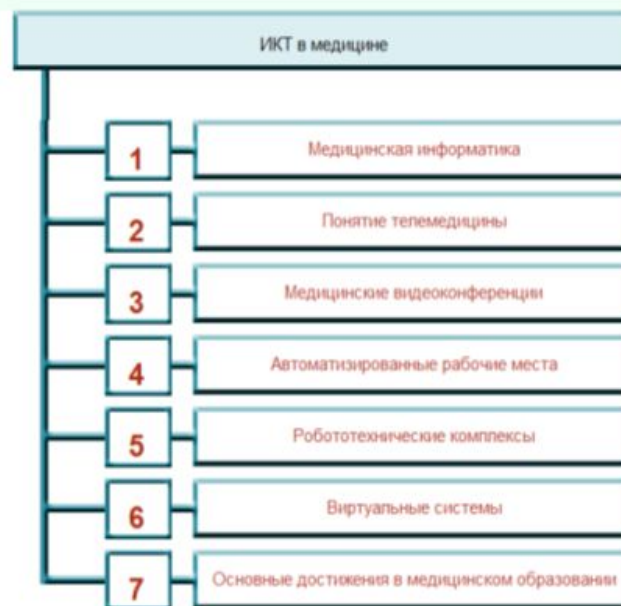 ИКТ в медицине
1 Медицинская информатика
2 Понятие телемедицины
3 Медицинские видеоконференции
4 Автоматизированные рабочие места
5 Робототехнические комплексы
6 Виртуальные системы
7 Основные достижения в медицинском образовании